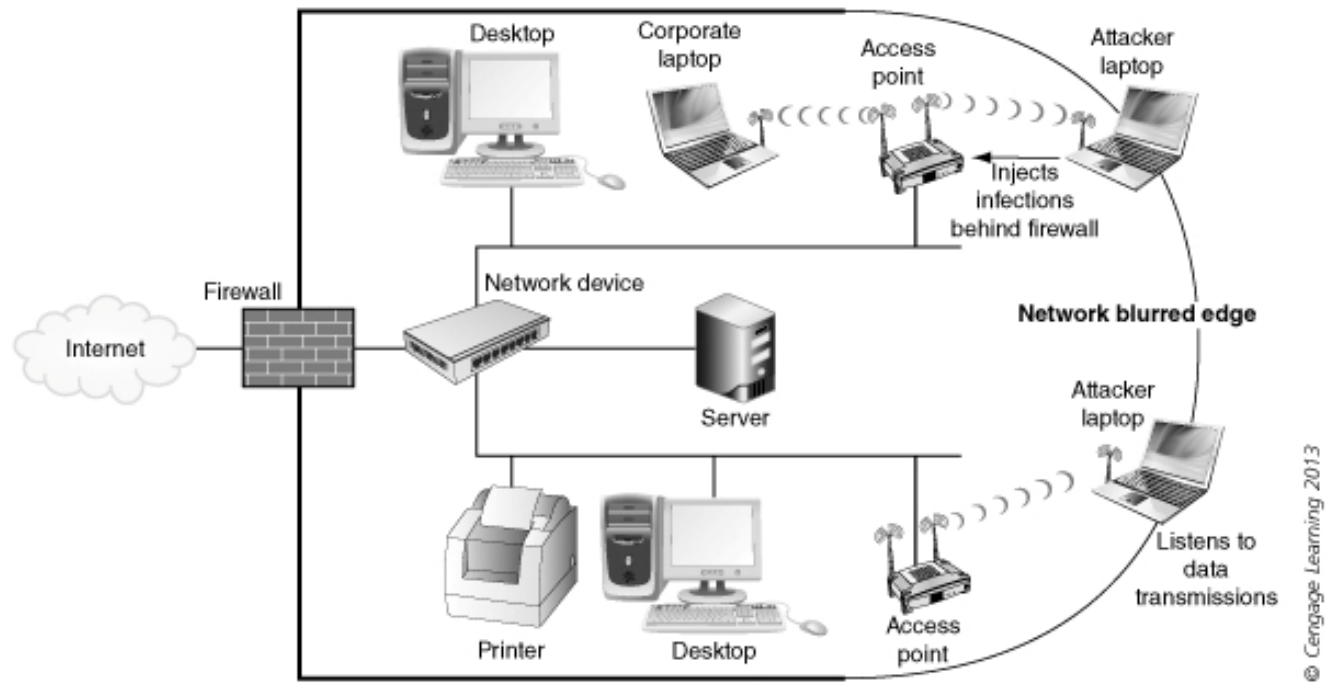 Desktop
Corporate
laptop
Access
point
Attacker
laptop
Injects
infections
behind firewall
Firewall
Network device
Internet
Network blurred edge
Server
Attacker
laptop
Listens to
data
transmissions
Printer
Desktop
Access
point
© Cengage Learning 2013